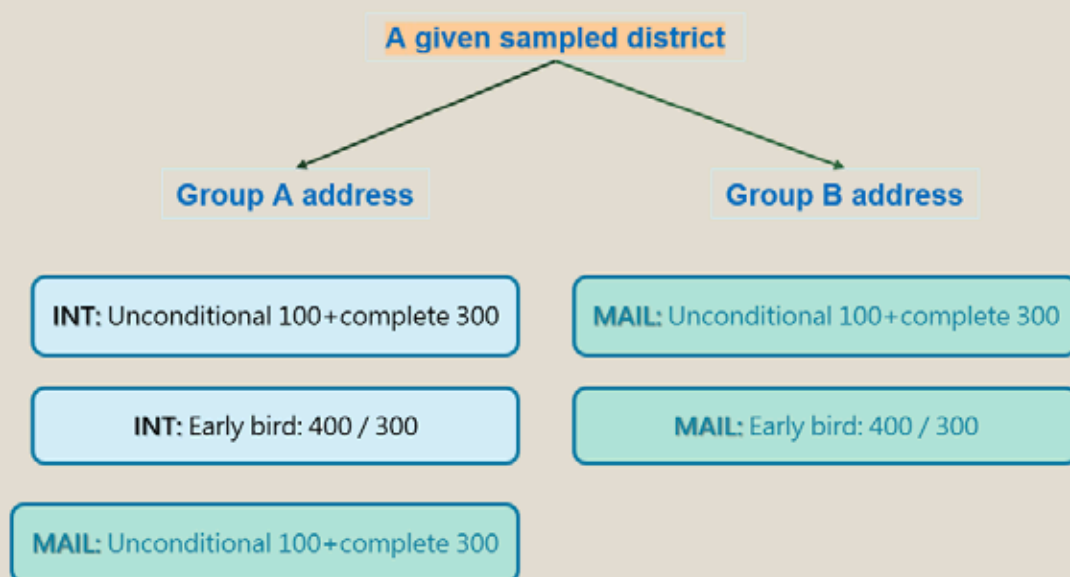 A given sampled district
Group A address
Group B address
INT: Unconditional 100+complete 300
MAIL: Unconditional 100+complete 300
INT: Early bird: 400 / 300
MAIL: Early bird: 400 / 300
MAIL: Unconditional 100+complete 300